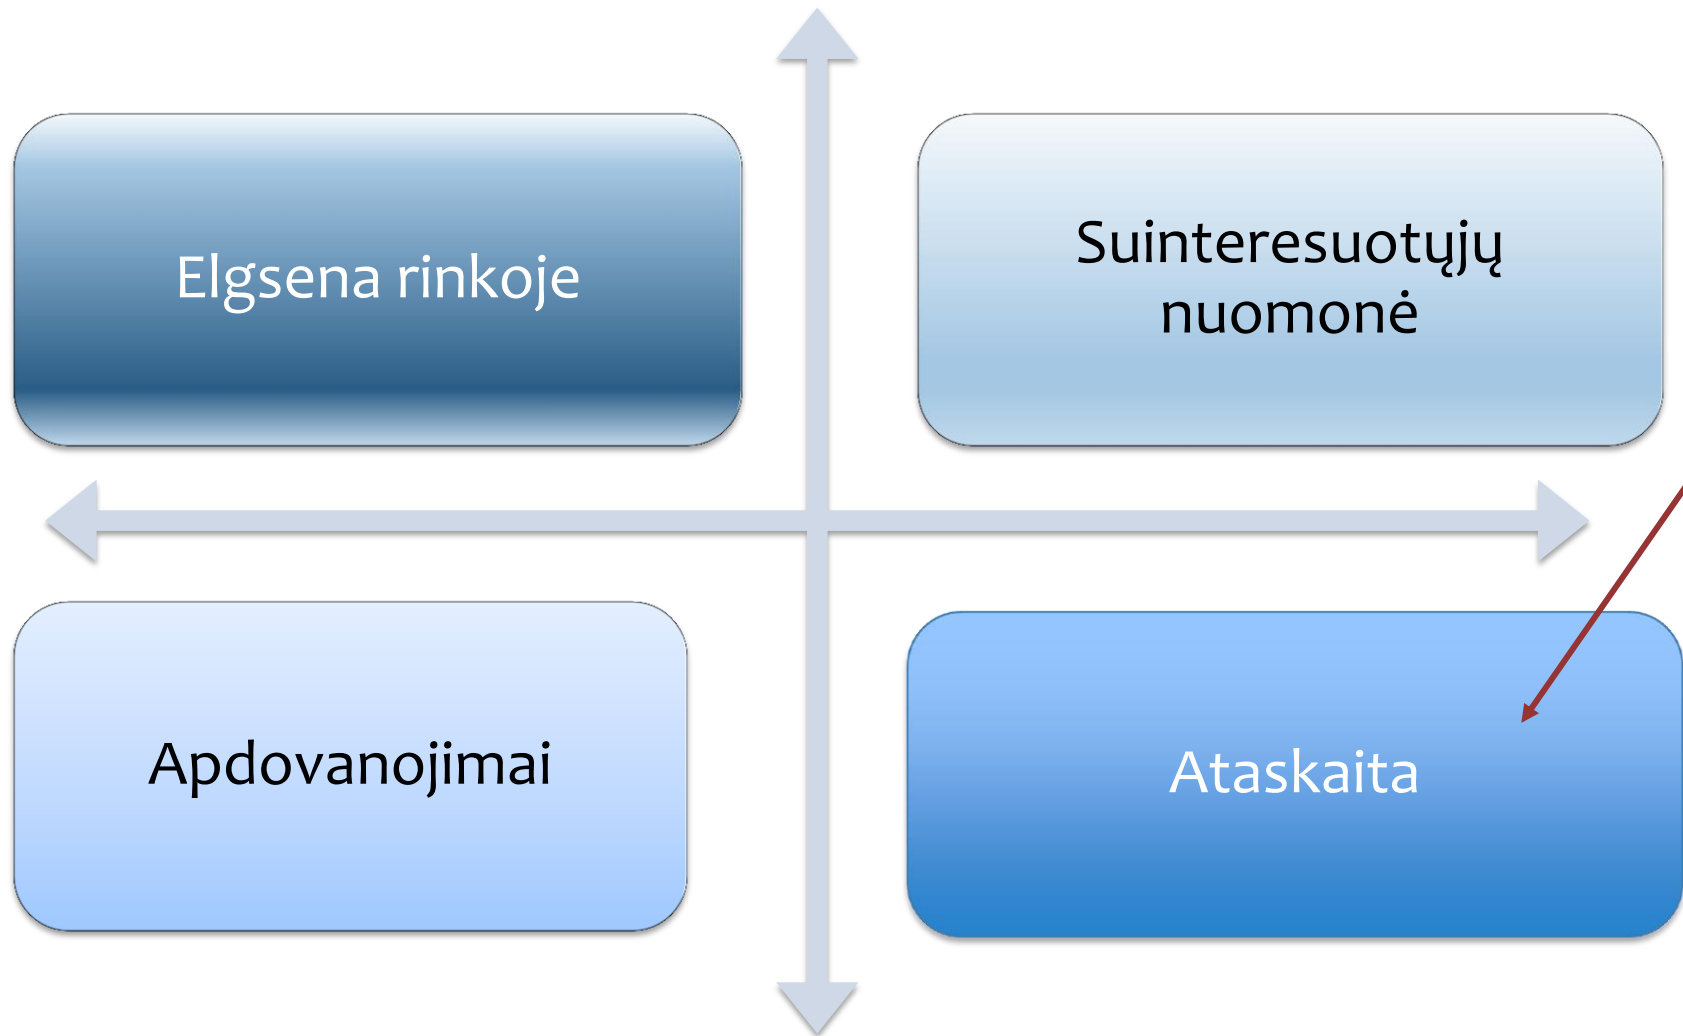 Elgsena rinkoje
Suinteresuotųjų
nuomonė
Apdovanojimai
Ataskaita